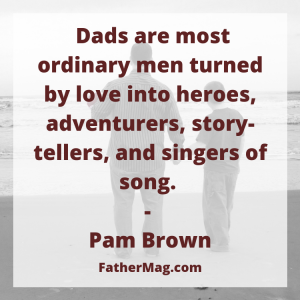 Dads are most
ordinary men turned
by love into heroes,
adventurers, story-
tellers, and singers of
song.
-
Pam Brown
FatherMag.com